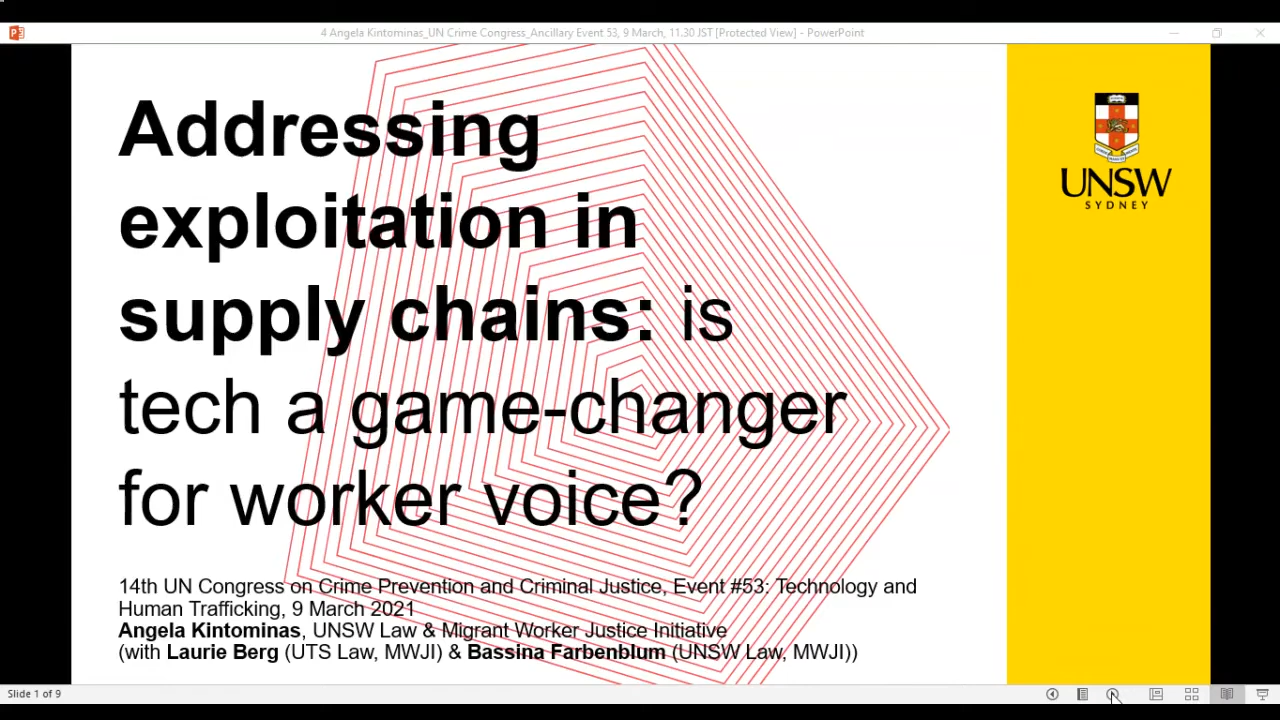 4 Angela Kintominas_UN Crime Congress_Ancillary Event 53, 9 March, 11.30 JST [Protected View] - PowerPoint
Addressing
exploitation in
supply chains: is
tech a game-changer
for worker voice?
UNSW
SYDNEY
14th UN Congress on Crime Prevention and Criminal Justice, Event #53: Technology and
Human Trafficking, 9 March 2021
Angela Kintominas, UNSW Law & Migrant Worker Justice Initiative
(with Laurie Berg (UTS Law, MWJI) & Bassina Farbenblum (UNSW Law, MWJI))
Slide 1 of 9